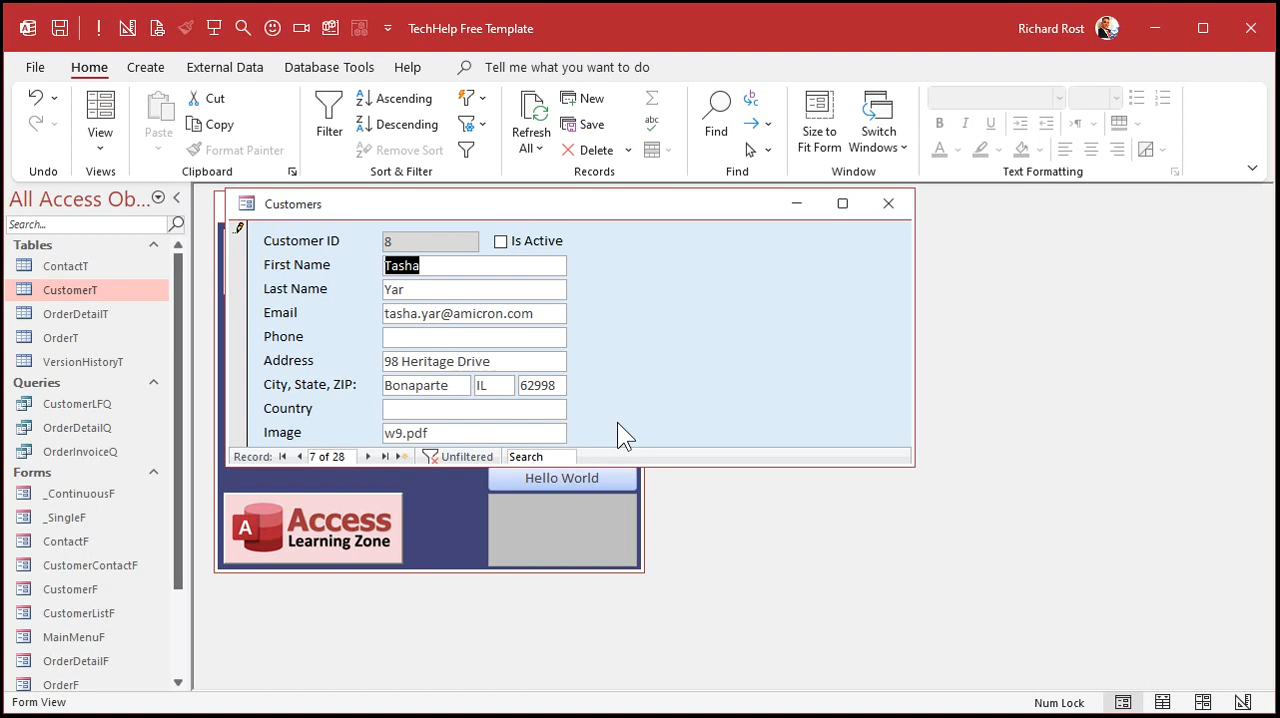 TechHelp Free Template
Richard Rost
File Home Create External Data Database Tools Help Tell me what you want to do
View
Paste
Cut
Copy
Format Painter
Filter
Ascending
Descending
Remove Sort
Refresh All
New
Save
Delete
Find
Size to Fit Form
Switch Windows
Undo Views Clipboard Sort & Filter Records Find Window Text Formatting
All Access Ob...
Search...
Tables
ContactT
CustomerT
OrderDetailT
OrderT
VersionHistoryT
Queries
CustomerLFQ
OrderDetailQ
OrderInvoiceQ
Forms
_ContinuousF
_SingleF
ContactF
CustomerContactF
CustomerF
CustomerListF
MainMenuF
OrderDetailF
OrderF
Customers
Customer ID 8 Is Active
First Name Tasha
Last Name Yar
Email tasha.yar@amicron.com
Phone
Address 98 Heritage Drive
City, State, ZIP: Bonaparte IL 62998
Country
Image w9.pdf
Record: 7 of 28 Unfiltered Search
Hello World
A Access
Learning Zone
Form View
Num Lock